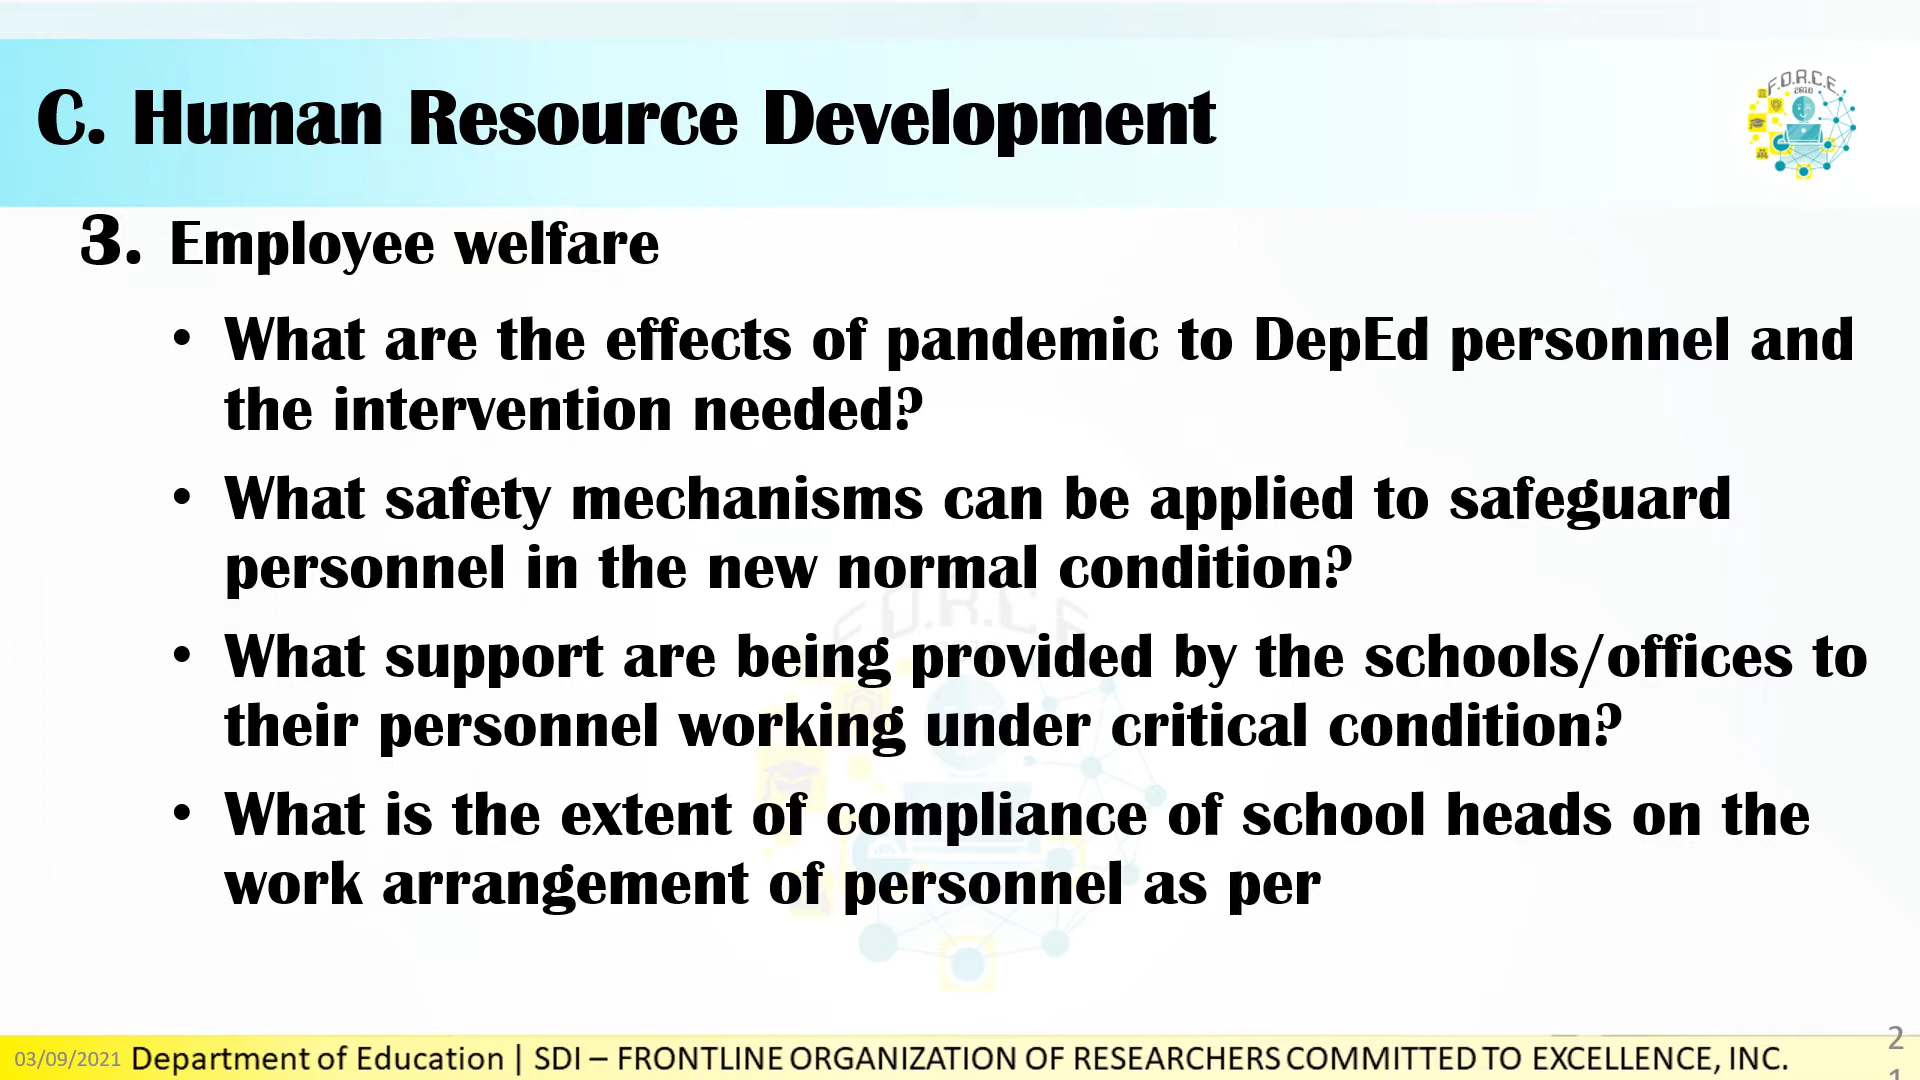 C. Human Resource Development
F.O.R.C.E.
2018
3. Employee welfare
• What are the effects of pandemic to DepEd personnel and
the intervention needed?
• What safety mechanisms can be applied to safeguard
personnel in the new normal condition?
• What support are being provided by the schools/offices to
their personnel working under critical condition?
• What is the extent of compliance of school heads on the
work arrangement of personnel as per
F.O.R.C.E
03/09/2021 Department of Education | SDI – FRONTLINE ORGANIZATION OF RESEARCHERS COMMITTED TO EXCELLENCE, INC.
2
1